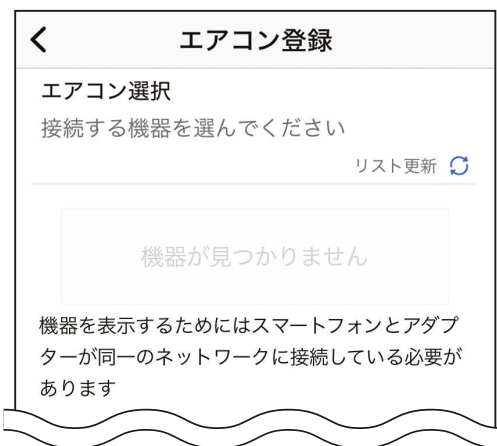 エアコン登録
エアコン選択
接続する機器を選んでください
リスト更新
機器が見つかりません
機器を表示するためにはスマートフォンとアダプ
ターが同一のネットワークに接続している必要が
あります